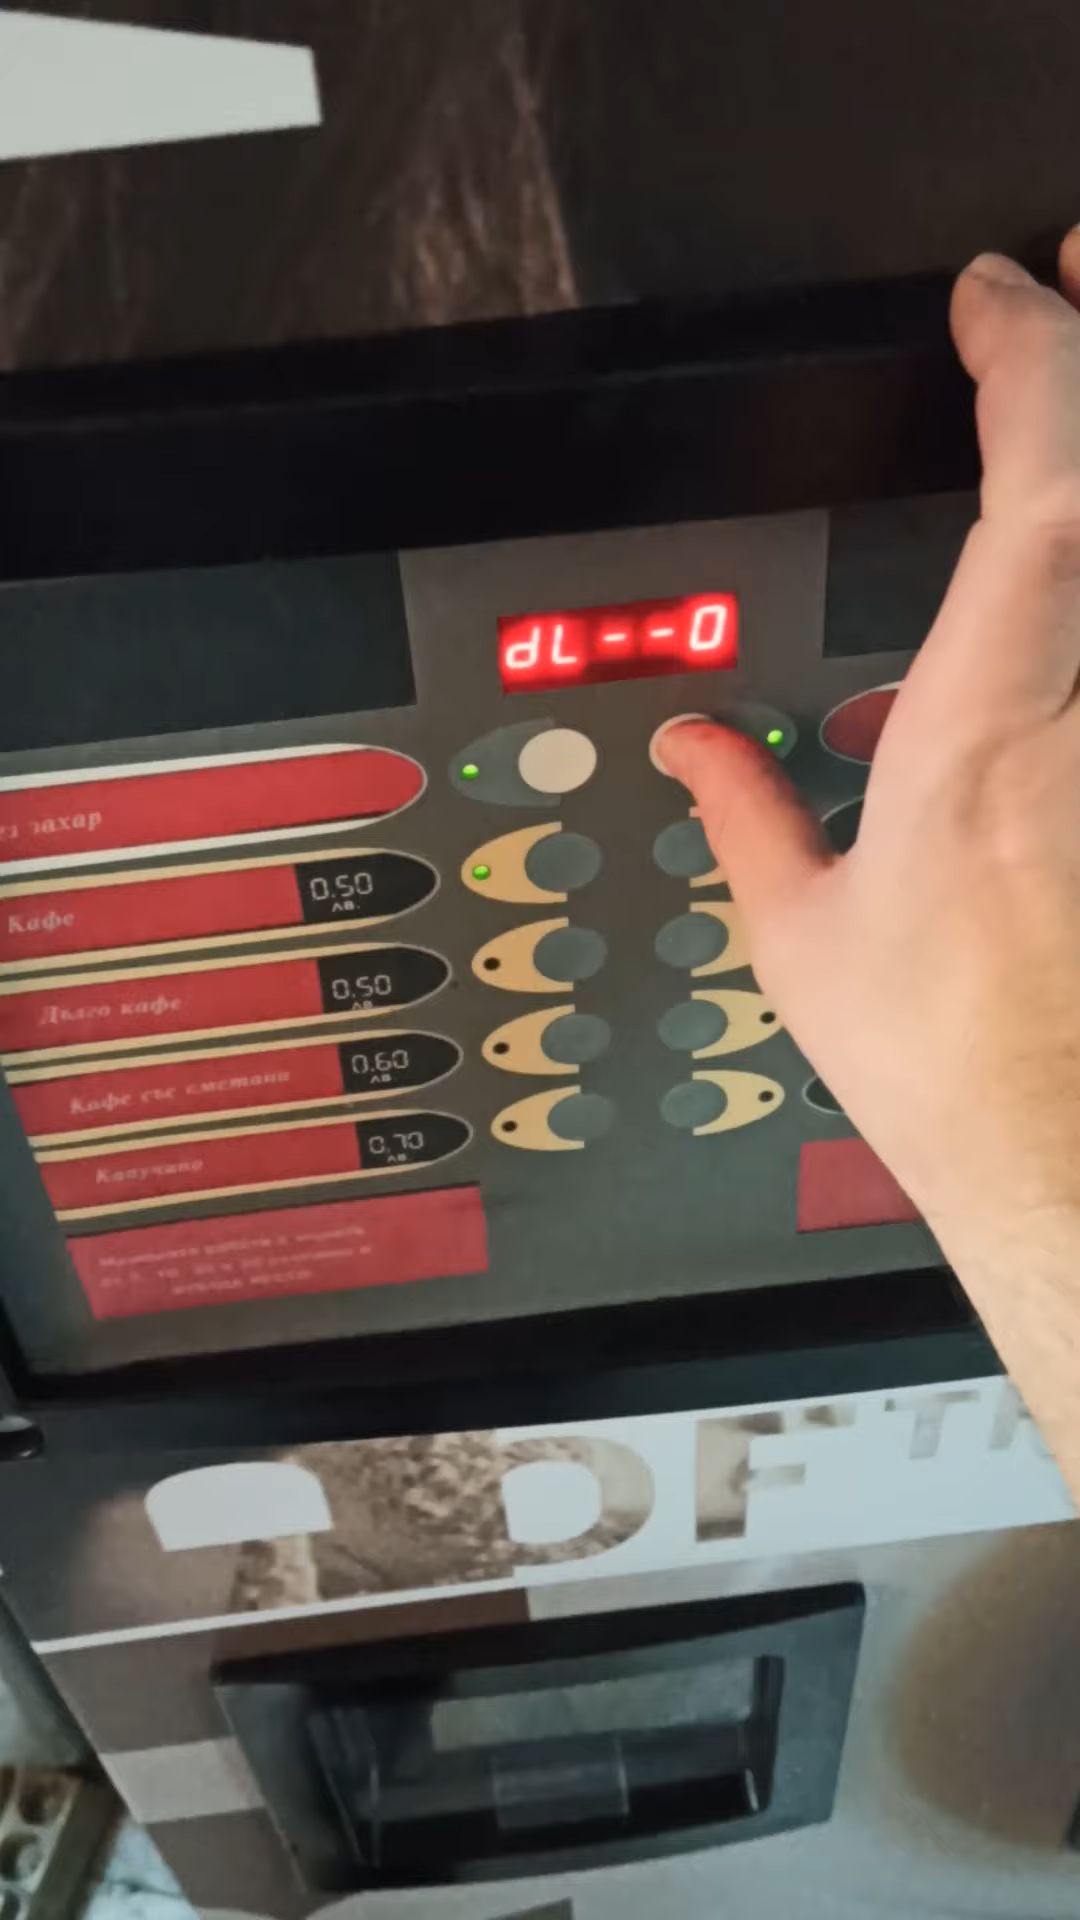 dL--0
захар
Кафе
0.50
ЛВ.
Дълго кафе
0.50
ЛВ.
Кафе със сметана
0.60
ЛВ.
Капучино
0.70
ЛВ.